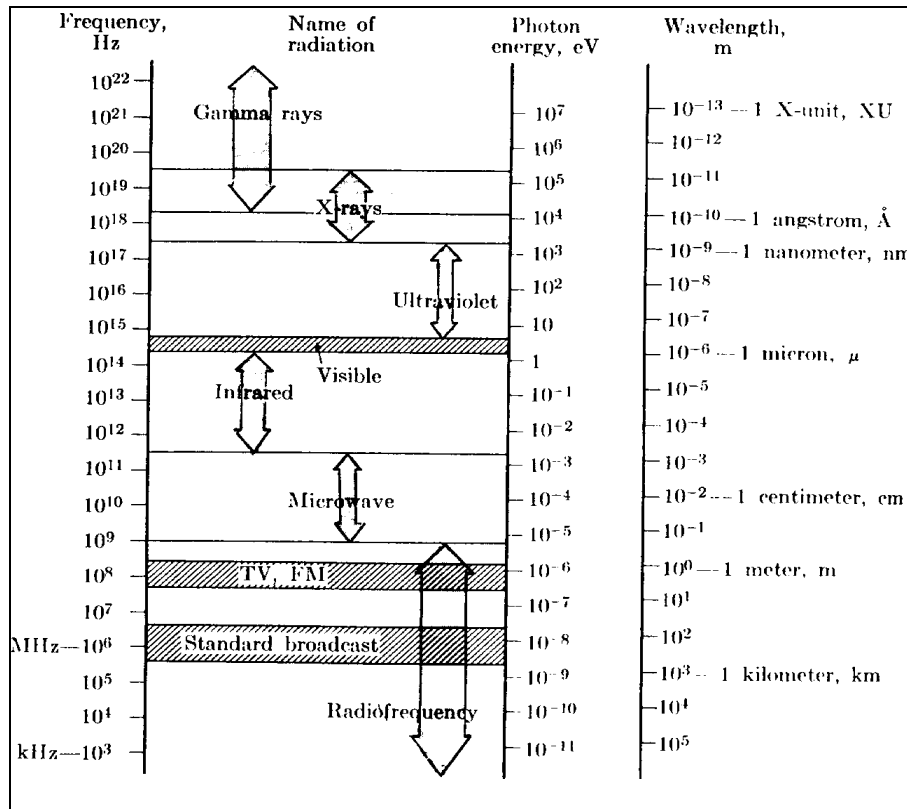 Frequency, Hz
Name of radiation
Photon energy, eV
Wavelength, m
10²²
10²¹
10²⁰
10¹⁹
10¹⁸
10¹⁷
10¹⁶
10¹⁵
10¹⁴
10¹³
10¹²
10¹¹
10¹⁰
10⁹
10⁸
10⁷
MHz—10⁶
10⁵
10⁴
kHz—10³
Gamma rays
X-rays
Ultraviolet
Visible
Infrared
Microwave
TV, FM
Standard broadcast
Radiofrequency
10⁷
10⁶
10⁵
10⁴
10³
10²
10
1
10⁻¹
10⁻²
10⁻³
10⁻⁴
10⁻⁵
10⁻⁶
10⁻⁷
10⁻⁸
10⁻⁹
10⁻¹⁰
10⁻¹¹
10⁻¹³—1 X-unit, XU
10⁻¹²
10⁻¹¹
10⁻¹⁰—1 angstrom, Å
10⁻⁹—1 nanometer, nm
10⁻⁸
10⁻⁷
10⁻⁶—1 micron, μ
10⁻⁵
10⁻⁴
10⁻³
10⁻²—1 centimeter, cm
10⁻¹
10⁰—1 meter, m
10¹
10²
10³—1 kilometer, km
10⁴
10⁵